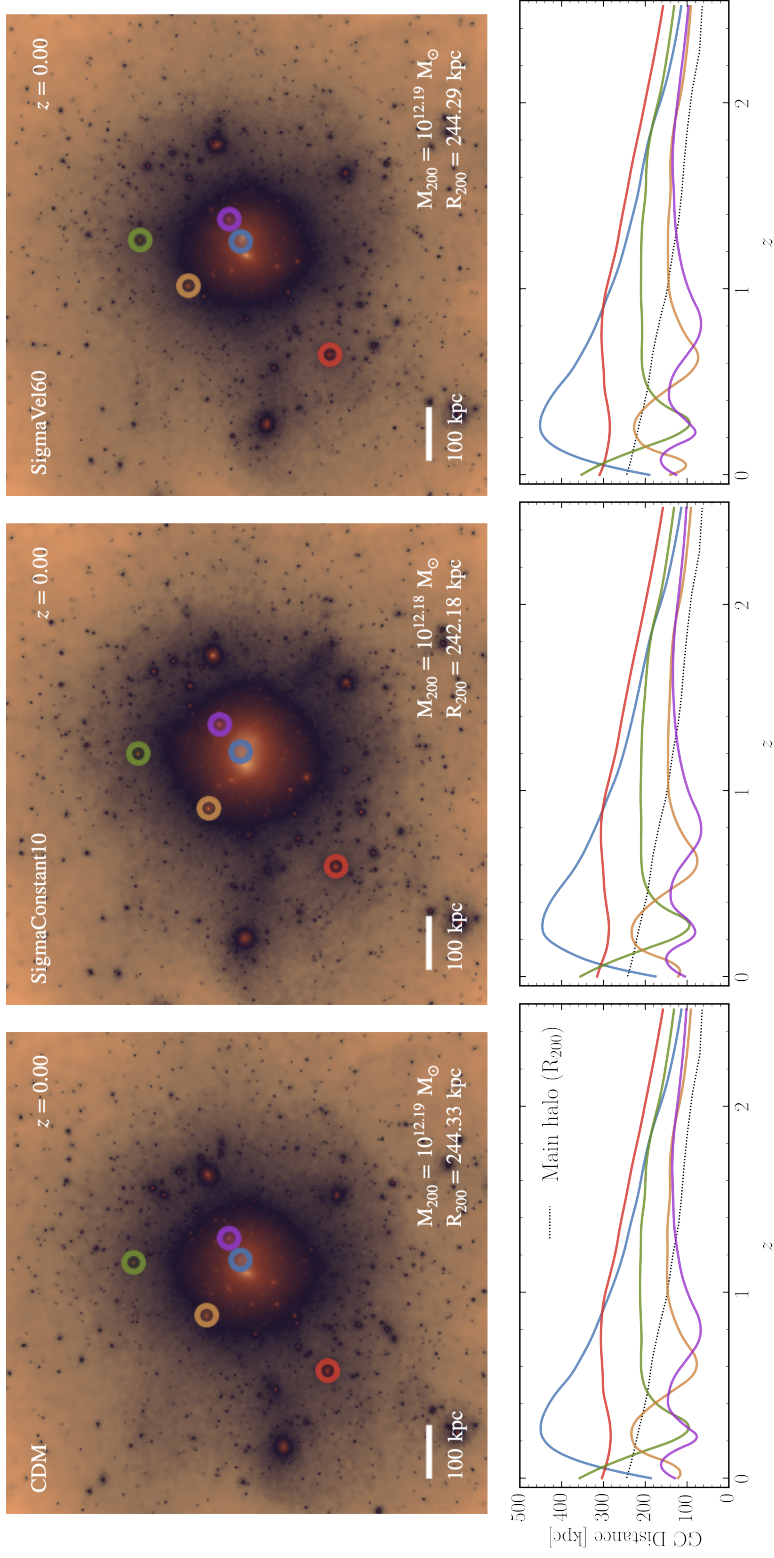 CDM
z = 0.00
M200 = 10^12.19 M⊙
R200 = 244.33 kpc
100 kpc
SigmaConstant10
z = 0.00
M200 = 10^12.18 M⊙
R200 = 242.18 kpc
100 kpc
SigmaVel60
z = 0.00
M200 = 10^12.19 M⊙
R200 = 244.29 kpc
100 kpc
GC Distance [kpc]
500
400
300
200
100
0
Main halo (R200)
0 1 2
z
0 1 2
z
0 1 2
z